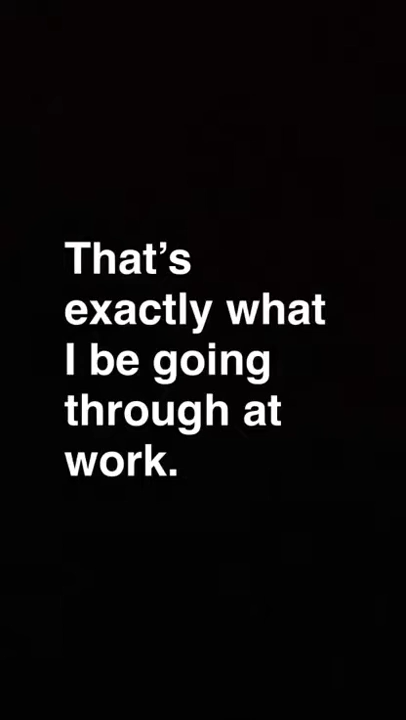 That’s
exactly what
I be going
through at
work.